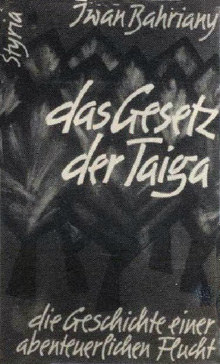 Styria
Iwan Bahriany
das Gesetz
der Taiga
die Geschichte einer
abenteuerlichen Flucht